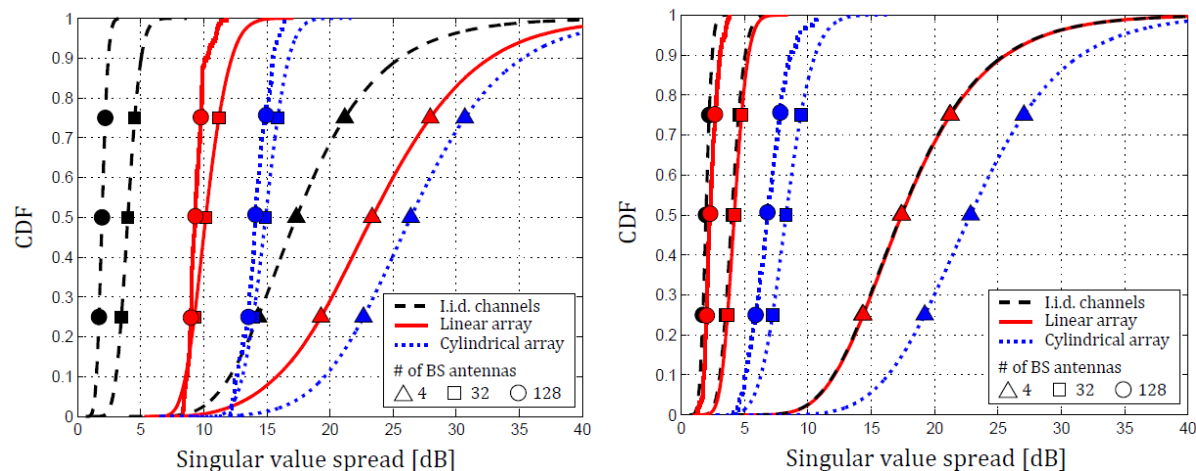 1
0.9
0.8
0.7
0.6
0.5
0.4
0.3
0.2
0.1
0
CDF
0 5 10 15 20 25 30 35 40
Singular value spread [dB]
I.i.d. channels
Linear array
Cylindrical array
# of BS antennas
4 32 128
1
0.9
0.8
0.7
0.6
0.5
0.4
0.3
0.2
0.1
0
CDF
0 5 10 15 20 25 30 35 40
Singular value spread [dB]
I.i.d. channels
Linear array
Cylindrical array
# of BS antennas
4 32 128